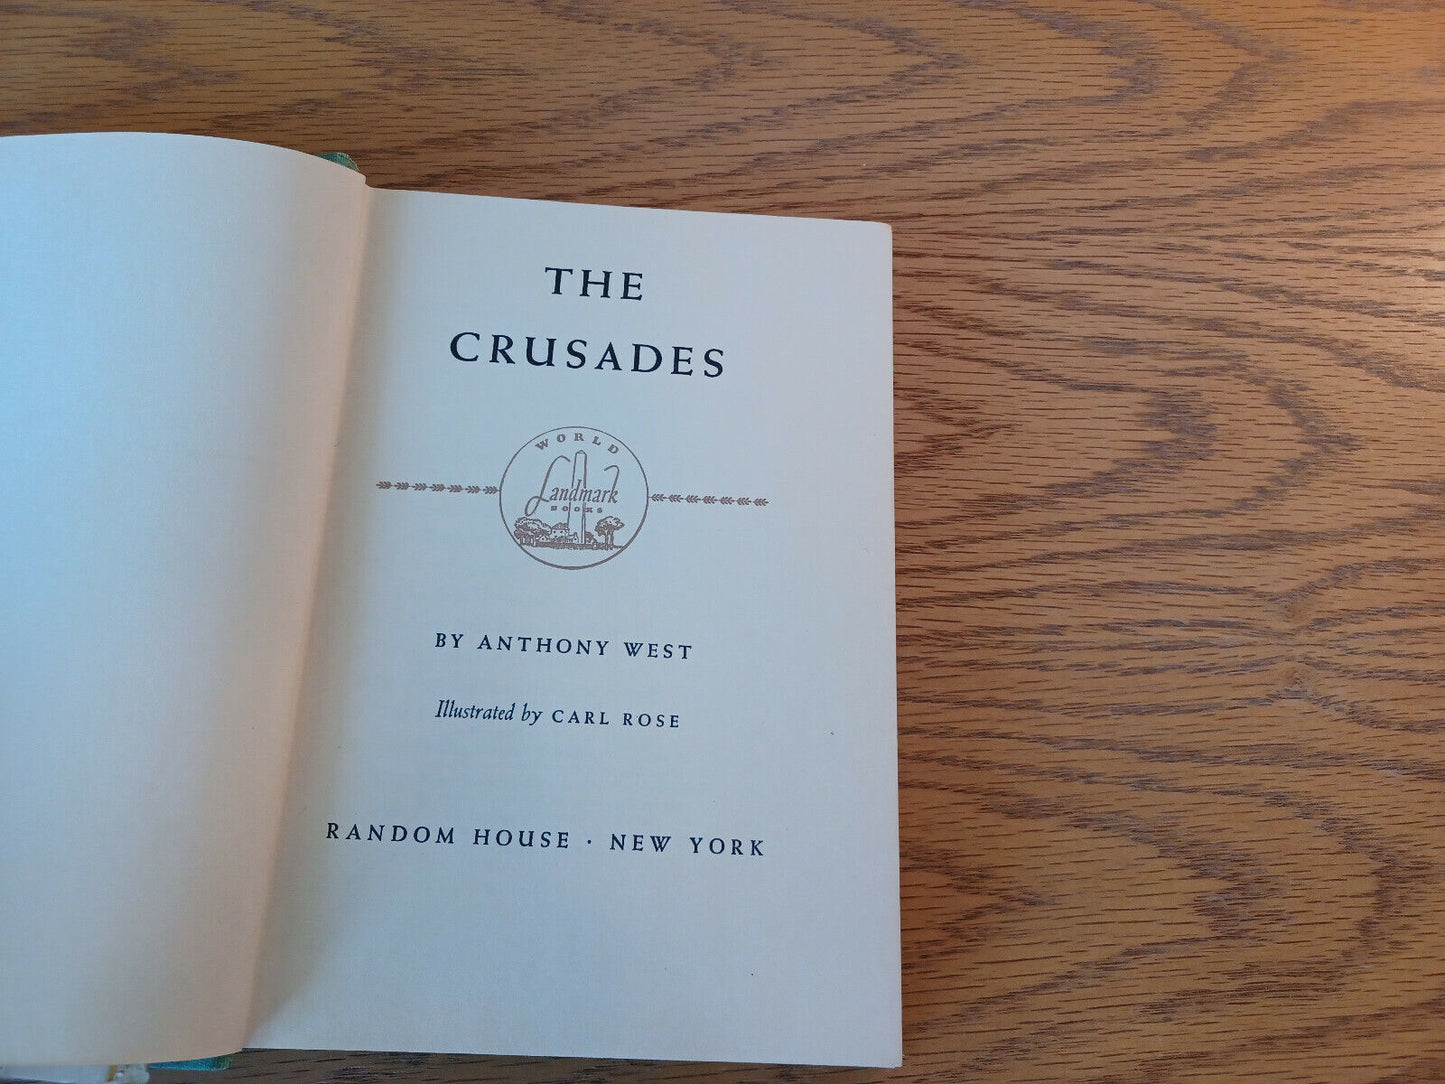 THE
CRUSADES
WORLD
Landmark
BOOKS
BY ANTHONY WEST
Illustrated by CARL ROSE
RANDOM HOUSE · NEW YORK